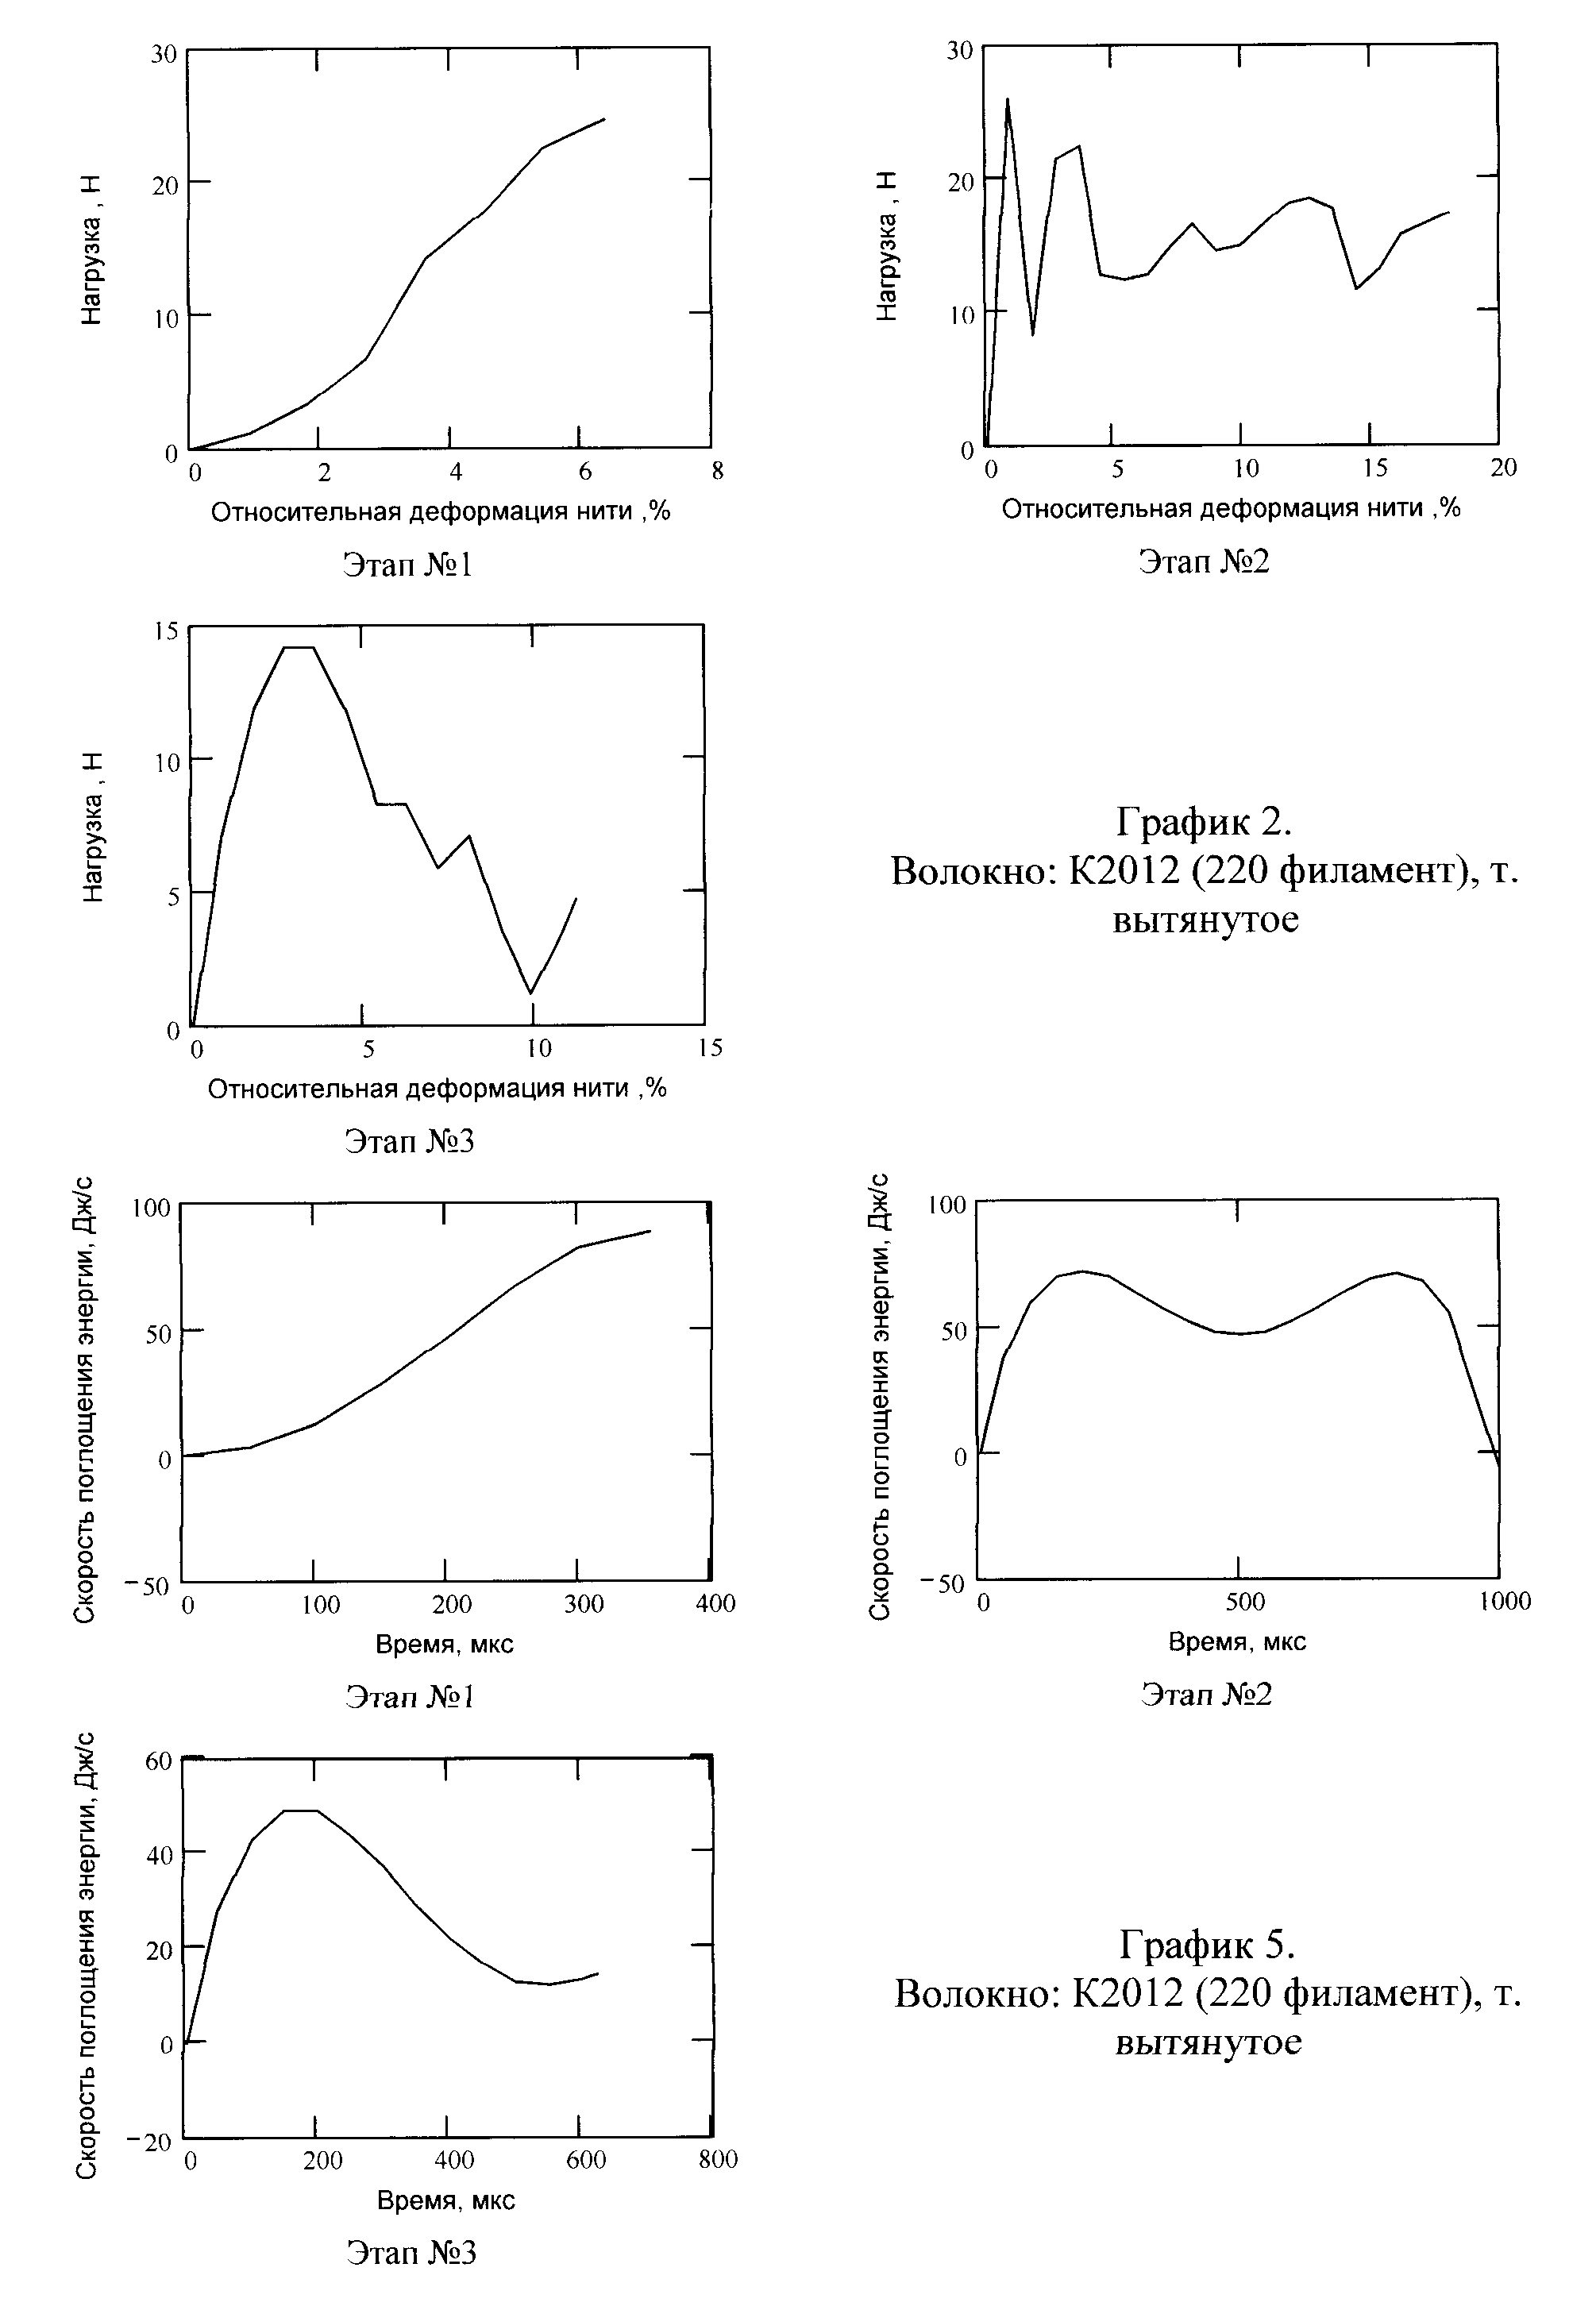 30
20
10
0
0 2 4 6 8
Нагрузка , Н
Относительная деформация нити ,%
Этап №1
30
20
10
0
0 5 10 15 20
Нагрузка , Н
Относительная деформация нити ,%
Этап №2
15
10
5
0
0 5 10 15
Нагрузка , Н
Относительная деформация нити ,%
Этап №3
График 2.
Волокно: К2012 (220 филамент), т.
вытянутое
100
50
0
−50
0 100 200 300 400
Скорость поглощения энергии, Дж/с
Время, мкс
Этап №1
100
50
0
−50
0 500 1000
Скорость поглощения энергии, Дж/с
Время, мкс
Этап №2
60
40
20
0
−20
0 200 400 600 800
Скорость поглощения энергии, Дж/с
Время, мкс
Этап №3
График 5.
Волокно: К2012 (220 филамент), т.
вытянутое